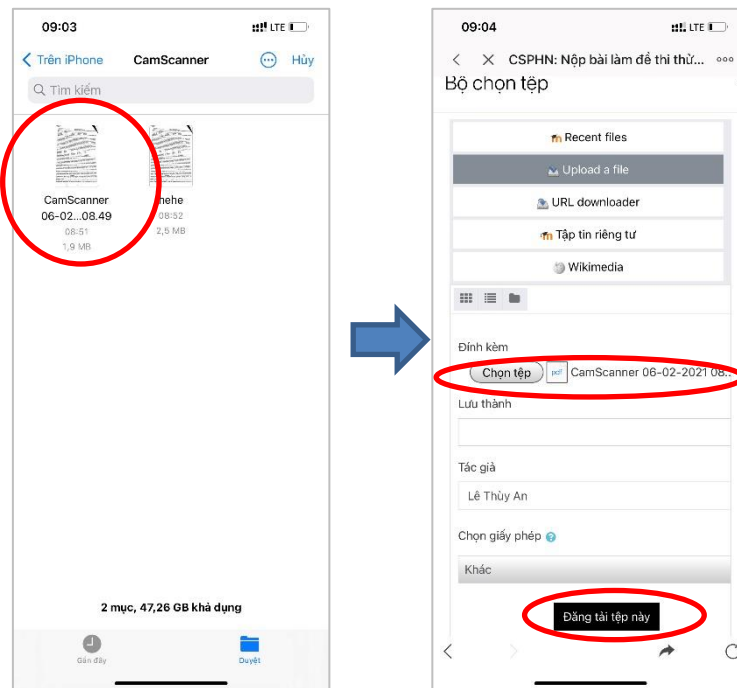 09:03
LTE
Trên iPhone
CamScanner
Hủy
Tìm kiếm
CamScanner
06-02...08.49
08:51
1,9 MB
hehe
08:52
2,5 MB
2 mục, 47,26 GB khả dụng
Gần đây
Duyệt
09:04
LTE
CSPHN: Nộp bài làm đề thi thử...
Bộ chọn tệp
Recent files
Upload a file
URL downloader
Tập tin riêng tư
Wikimedia
Đính kèm
Chọn tệp
pdf
CamScanner 06-02-2021 08...
Lưu thành
Tác giả
Lê Thùy An
Chọn giấy phép
Khác
Đăng tải tệp này